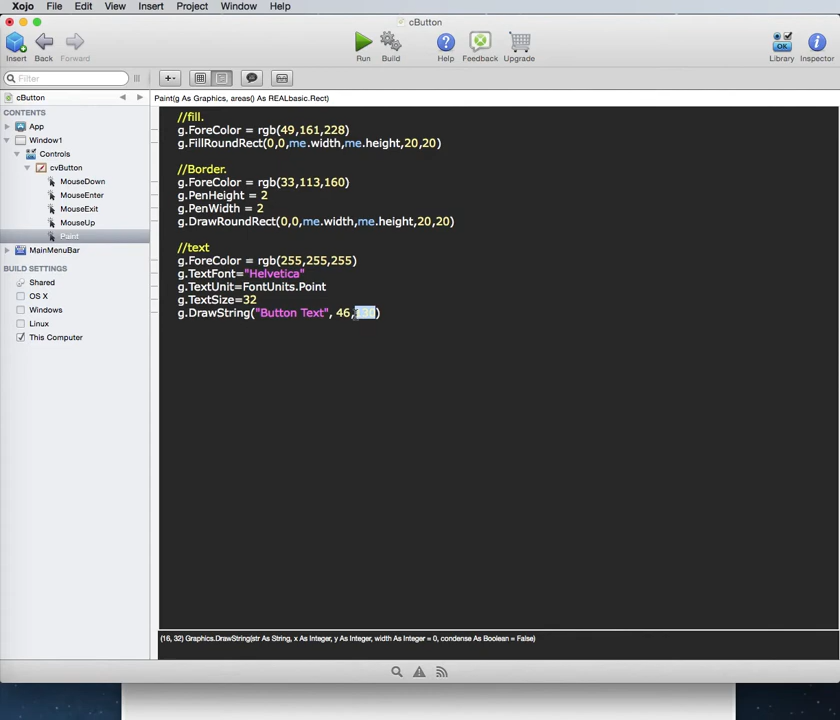 Xojo File Edit View Insert Project Window Help
cButton
Insert Back Forward Run Build Help Feedback Upgrade Library Inspector
Filter
cButton
Paint(g As Graphics, areas() As REALbasic.Rect)
CONTENTS
App
Window1
Controls
cvButton
MouseDown
MouseEnter
MouseExit
MouseUp
Paint
MainMenuBar
BUILD SETTINGS
Shared
OS X
Windows
Linux
This Computer
//fill.
g.ForeColor = rgb(49,161,228)
g.FillRoundRect(0,0,me.width,me.height,20,20)
//Border.
g.ForeColor = rgb(33,113,160)
g.PenHeight = 2
g.PenWidth = 2
g.DrawRoundRect(0,0,me.width,me.height,20,20)
//text
g.ForeColor = rgb(255,255,255)
g.TextFont="Helvetica"
g.TextUnit=FontUnits.Point
g.TextSize=32
g.DrawString("Button Text", 46,
(16, 32) Graphics.DrawString(str As String, x As Integer, y As Integer, width As Integer = 0, condense As Boolean = False)